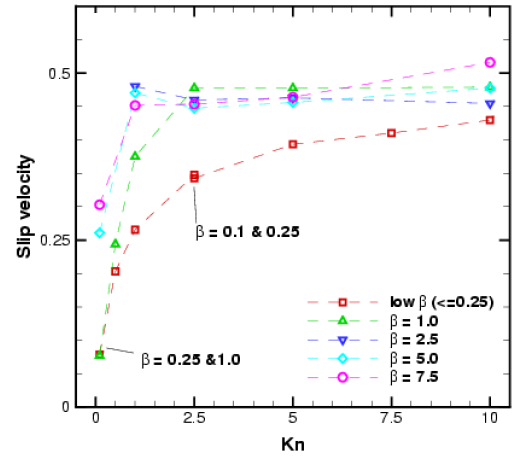 0.5
0.25
0
Slip velocity
β = 0.1 & 0.25
β = 0.25 &1.0
low β (<=0.25)
β = 1.0
β = 2.5
β = 5.0
β = 7.5
0 2.5 5 7.5 10
Kn